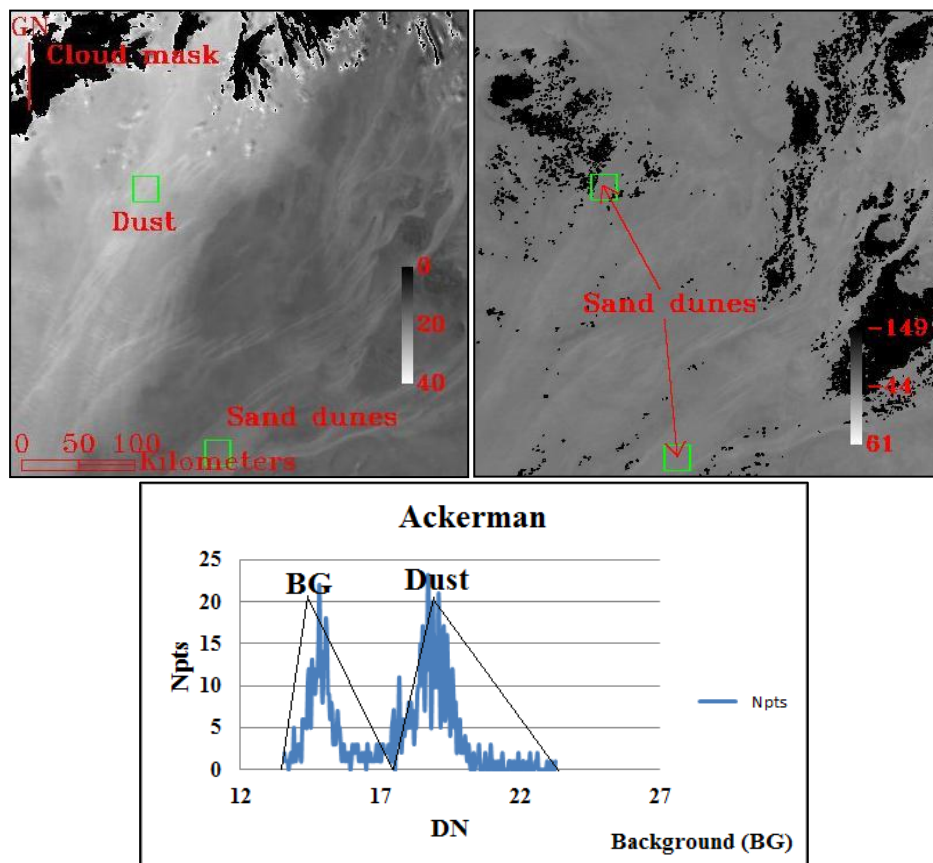 GN
Cloud mask
Dust
0
20
40
Sand dunes
0 50 100
Kilometers
Sand dunes
-149
-44
61
Ackerman
25
20
15
10
5
0
BG
Dust
Npts
Npts
12 17 22 27
DN
Background (BG)